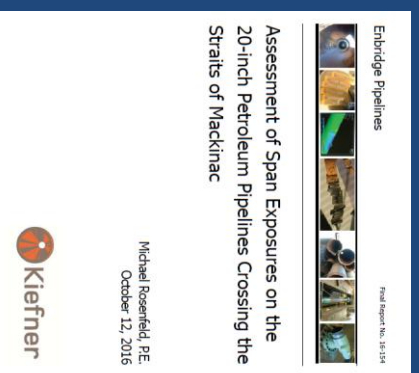 Enbridge Pipelines
Final Report No. 16-154
Assessment of Span Exposures on the
20-inch Petroleum Pipelines Crossing the
Straits of Mackinac
Michael Rosenfeld, P.E.
October 12, 2016
Kiefner